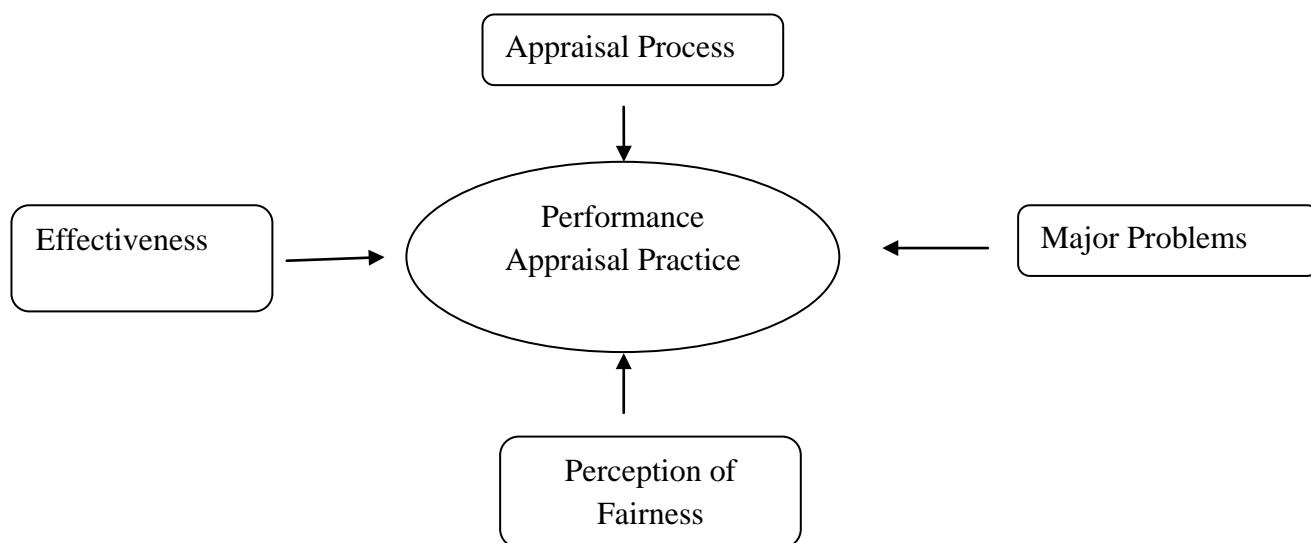 Appraisal Process
Effectiveness
Performance
Appraisal Practice
Major Problems
Perception of
Fairness